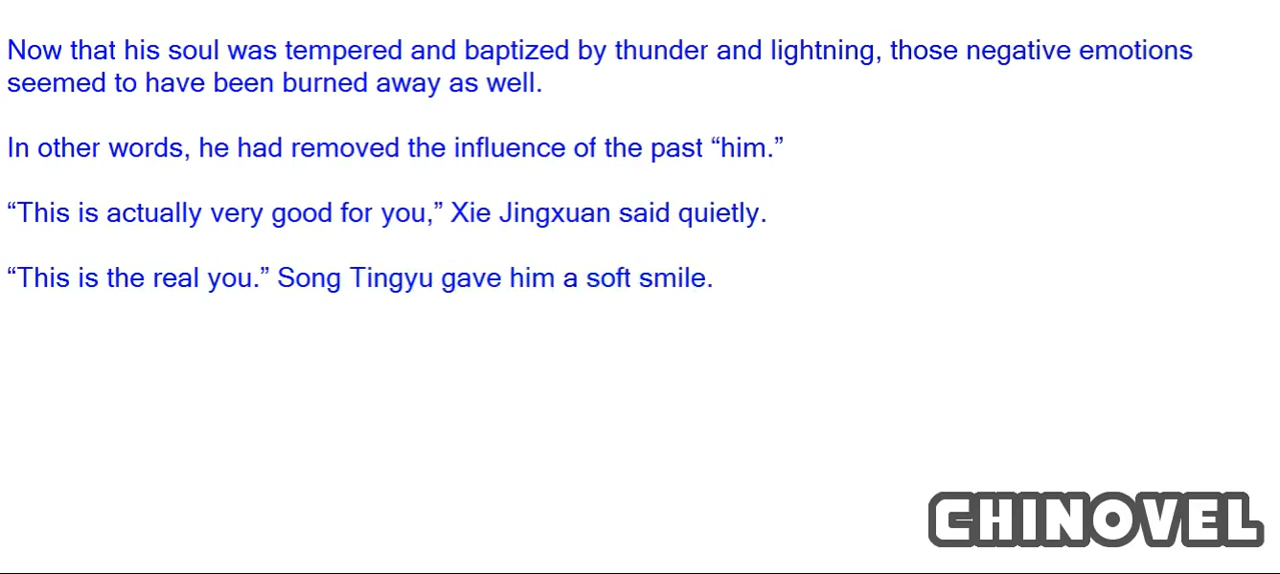 Now that his soul was tempered and baptized by thunder and lightning, those negative emotions
seemed to have been burned away as well.
In other words, he had removed the influence of the past “him.”
“This is actually very good for you,” Xie Jingxuan said quietly.
“This is the real you.” Song Tingyu gave him a soft smile.
CHINOVEL